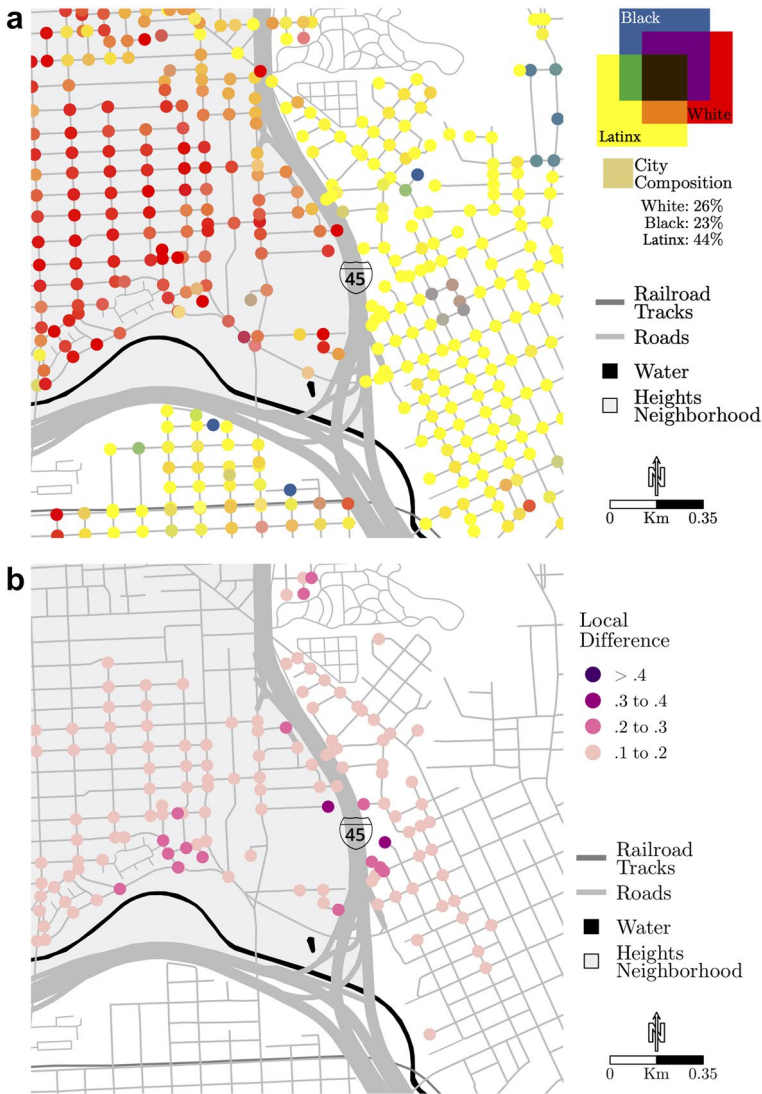 a
Black
White
Latinx
City
Composition
White: 26%
Black: 23%
Latinx: 44%
45
Railroad
Tracks
Roads
Water
Heights
Neighborhood
N
0 Km 0.35
b
Local
Difference
> .4
.3 to .4
.2 to .3
.1 to .2
45
Railroad
Tracks
Roads
Water
Heights
Neighborhood
N
0 Km 0.35